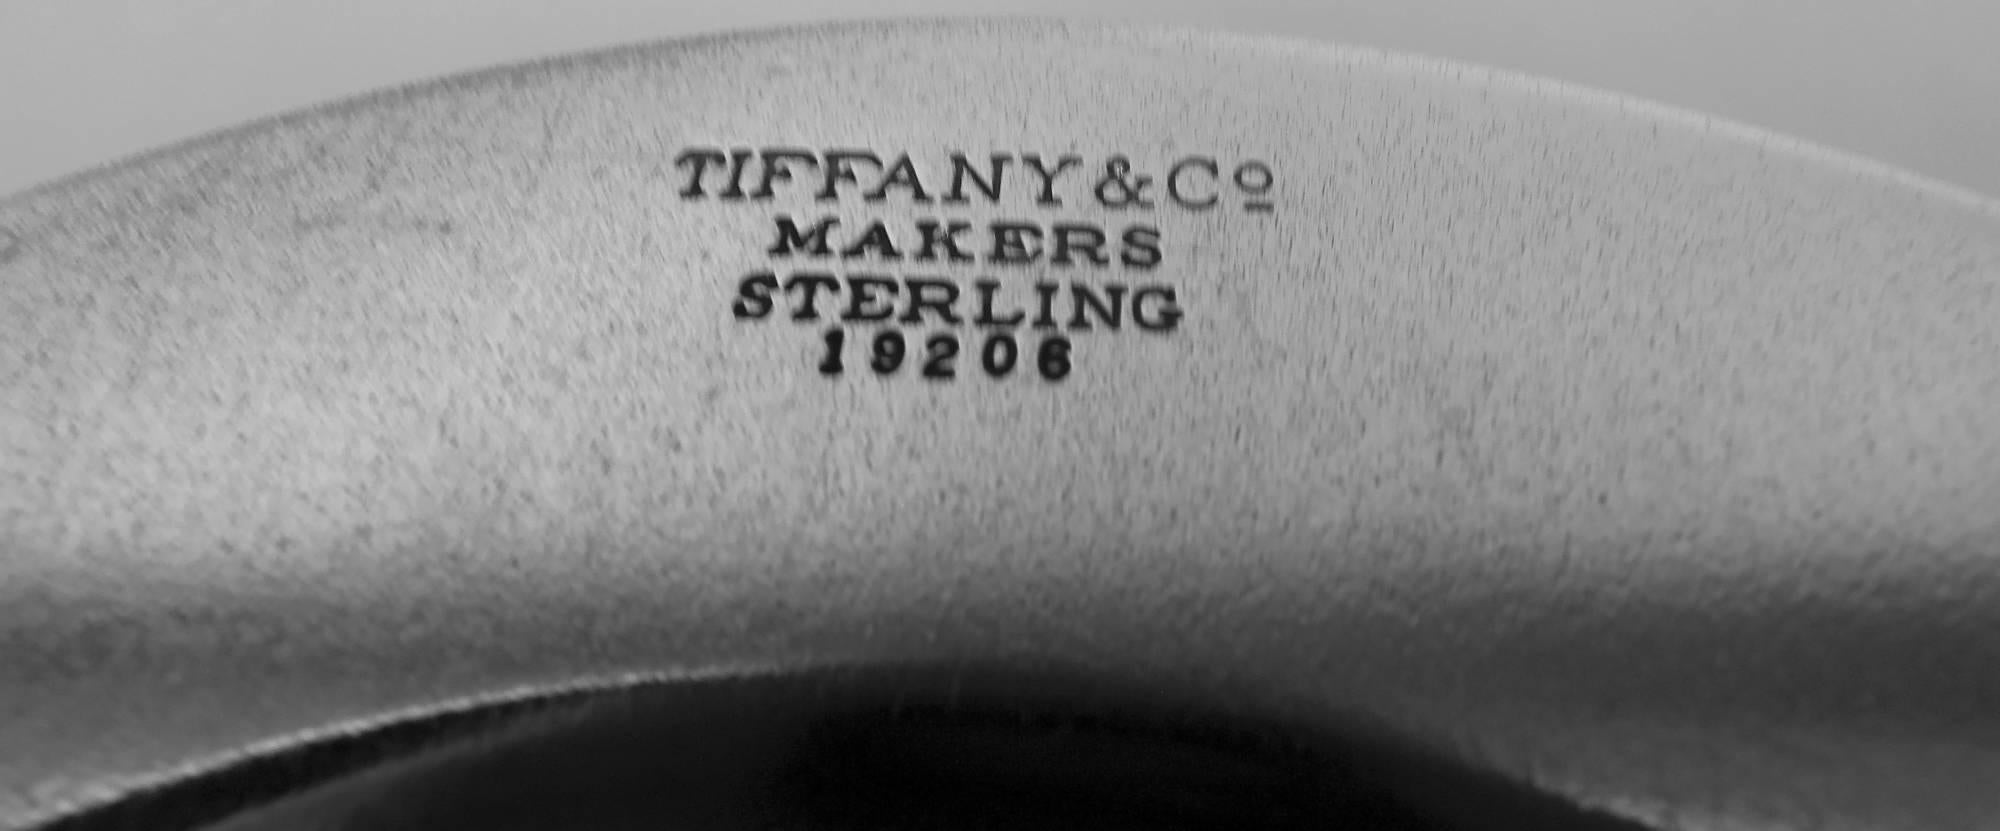 TIFFANY & Cº
MAKERS
STERLING
19206